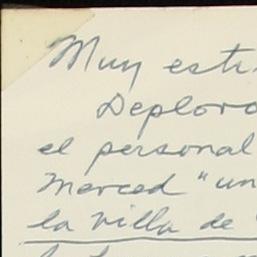 Muy esti
Deploro
el personal
Merced "un
la villa de "